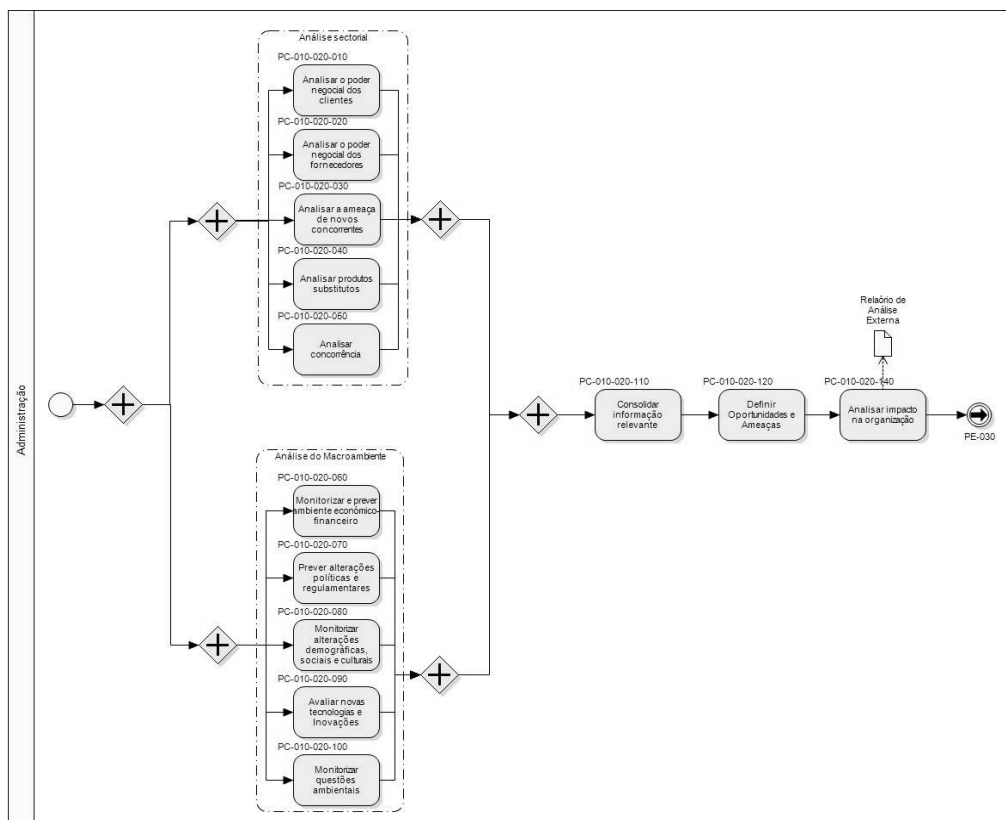 Administração
Análise sectorial
PC-010-020-010
Analisar o poder
negocial dos
clientes
PC-010-020-020
Analisar o poder
negocial dos
fornecedores
PC-010-020-030
Analisar a ameaça
de novos
concorrentes
PC-010-020-040
Analisar produtos
substitutos
PC-010-020-050
Analisar
concorrência
Análise do Macroambiente
PC-010-020-060
Monitorizar e prever
ambiente económico-
financeiro
PC-010-020-070
Prever alterações
políticas e
regulamentares
PC-010-020-080
Monitorizar
alterações
demográficas,
sociais e culturais
PC-010-020-090
Avaliar novas
tecnologias e
Inovações
PC-010-020-100
Monitorizar
questões
ambientais
PC-010-020-110
Consolidar
informação
relevante
PC-010-020-120
Definir
Oportunidades e
Ameaças
Relaório de
Análise
Externa
PC-010-020-140
Analisar impacto
na organização
PE-030